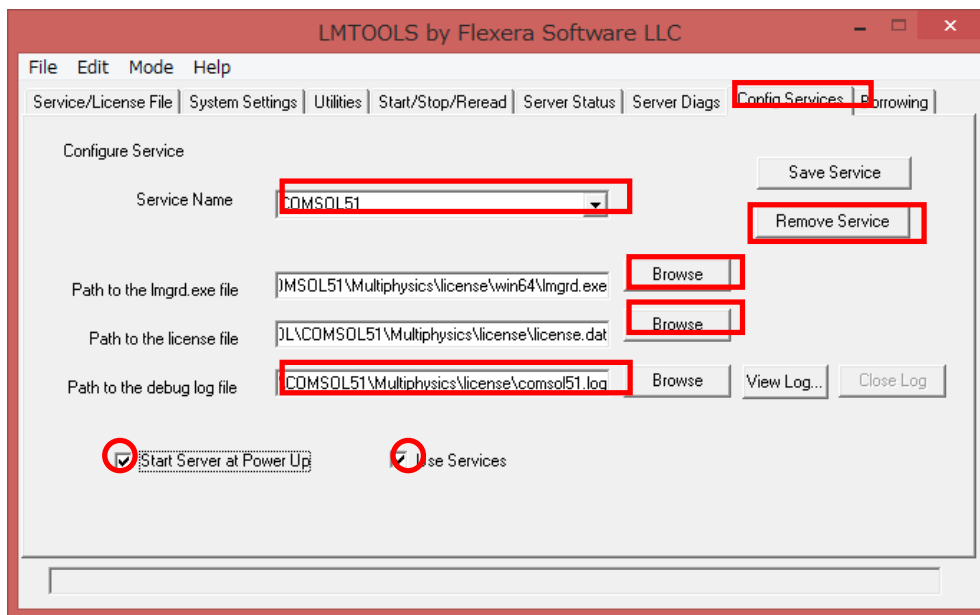 LMTOOLS by Flexera Software LLC
File Edit Mode Help
Service/License File System Settings Utilities Start/Stop/Reread Server Status Server Diags Config Services Borrowing
Configure Service
Save Service
Service Name COMSOL51
Remove Service
Path to the lmgrd.exe file OMSOL51\Multiphysics\license\win64\lmgrd.exe Browse
Path to the license file OL\COMSOL51\Multiphysics\license\license.dat Browse
Path to the debug log file \COMSOL51\Multiphysics\license\comsol51.log Browse View Log... Close Log
Start Server at Power Up Use Services